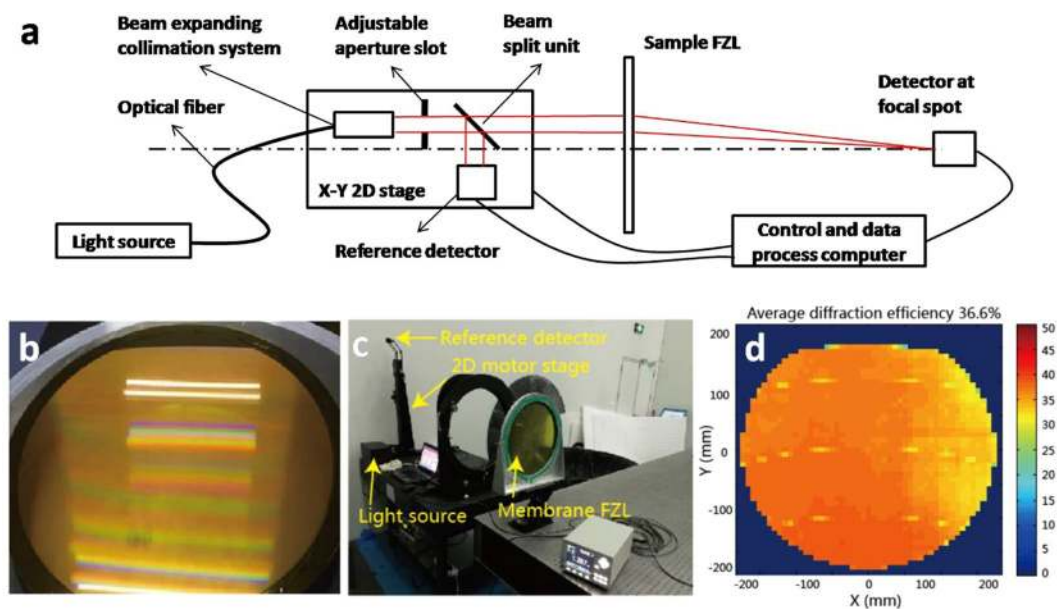 a
Beam expanding
collimation system
Adjustable
aperture slot
Beam
split unit
Sample FZL
Detector at
focal spot
Optical fiber
X-Y 2D stage
Light source
Reference detector
Control and data
process computer
b
c
Reference detector
2D motor stage
Light source
Membrane FZL
d
Average diffraction efficiency 36.6%
200
100
0
-100
-200
Y (mm)
-200
-100
0
100
200
X (mm)
50
45
40
35
30
25
20
15
10
5
0